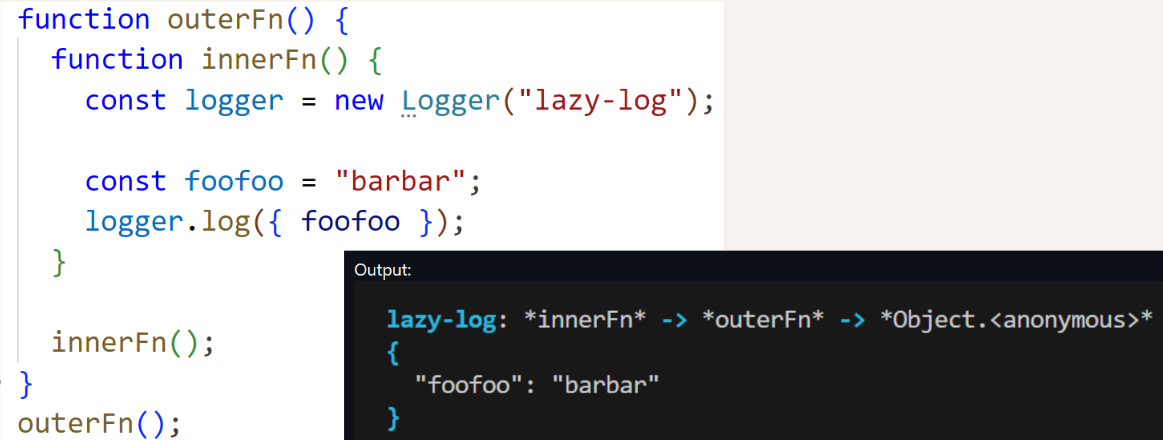 function outerFn() {
function innerFn() {
const logger = new Logger("lazy-log");
const foofoo = "barbar";
logger.log({ foofoo });
}
innerFn();
}
outerFn();
Output:
lazy-log: *innerFn* -> *outerFn* -> *Object.<anonymous>*
{
"foofoo": "barbar"
}